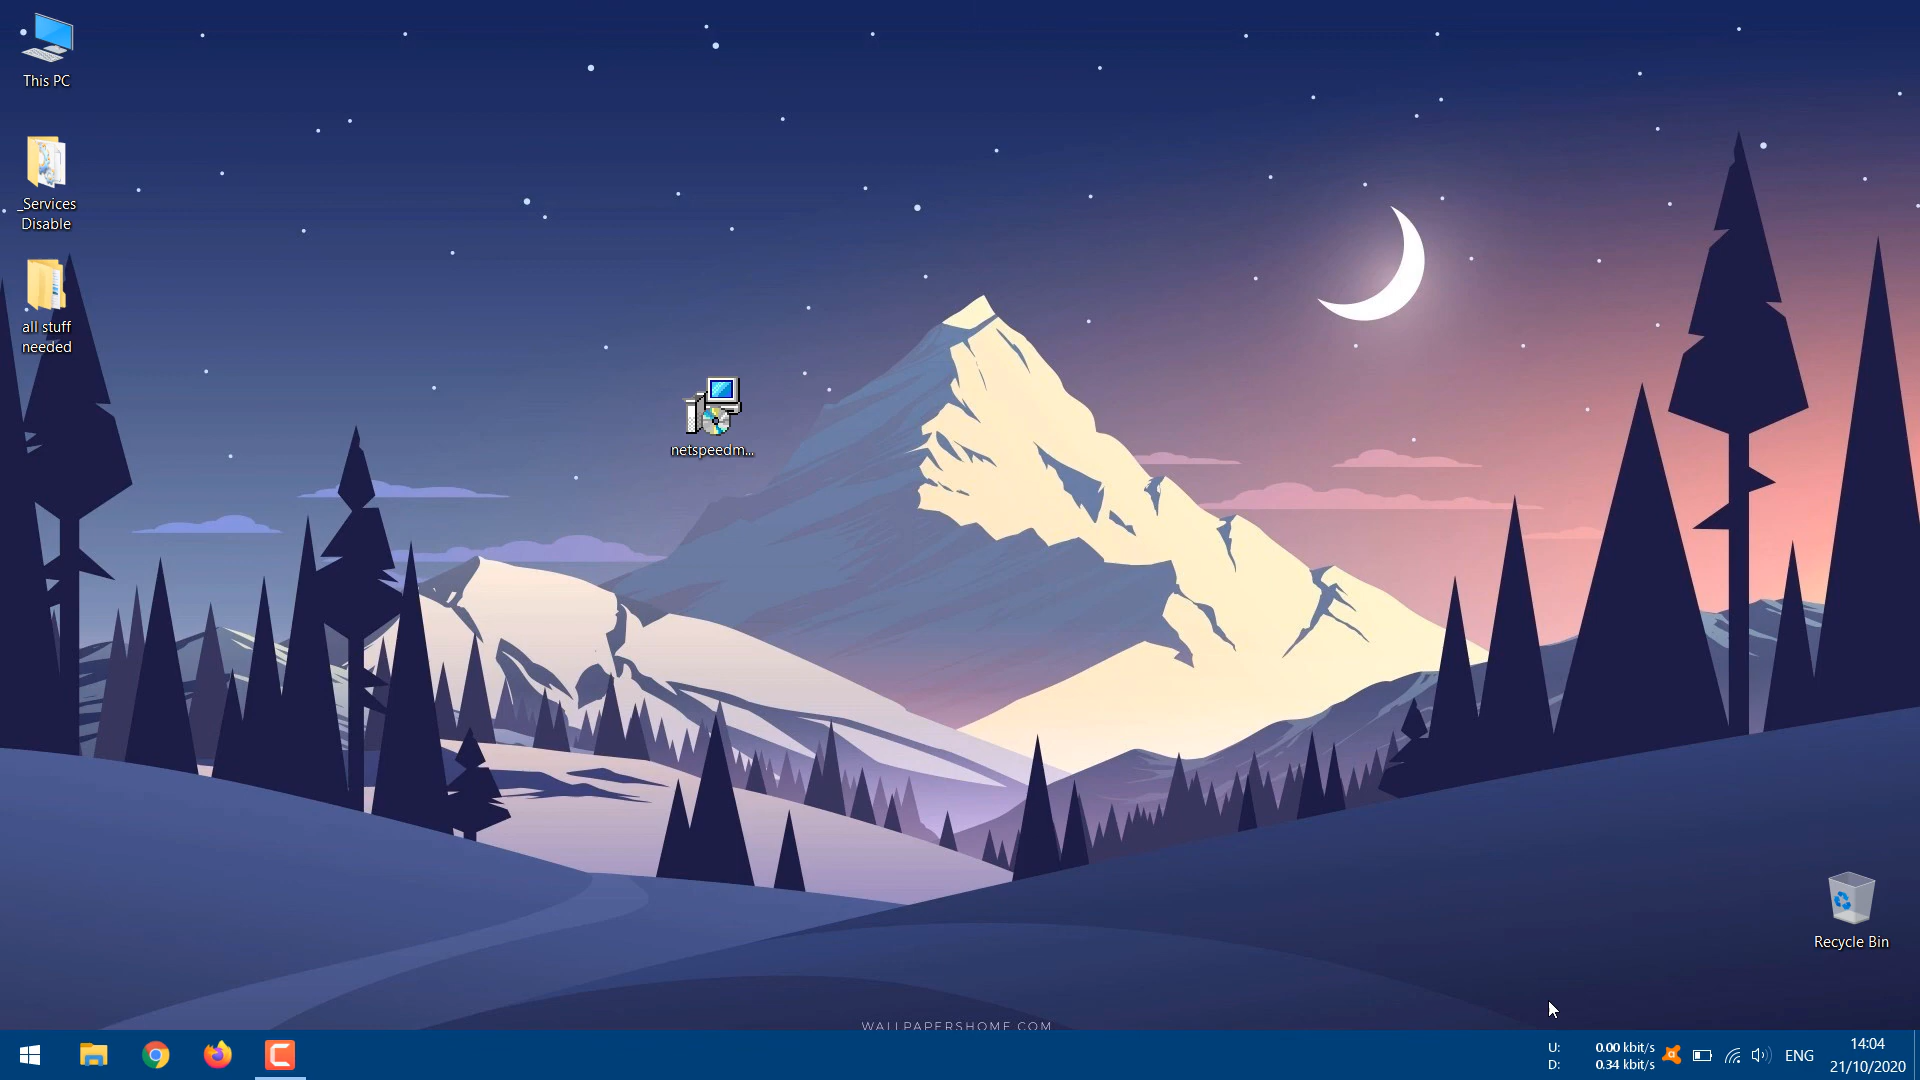 This PC
_Services
Disable
all stuff
needed
netspeedm...
Recycle Bin
WALLPAPERSHOME.COM
U: 0.00 kbit/s
D: 0.34 kbit/s
ENG
14:04
21/10/2020